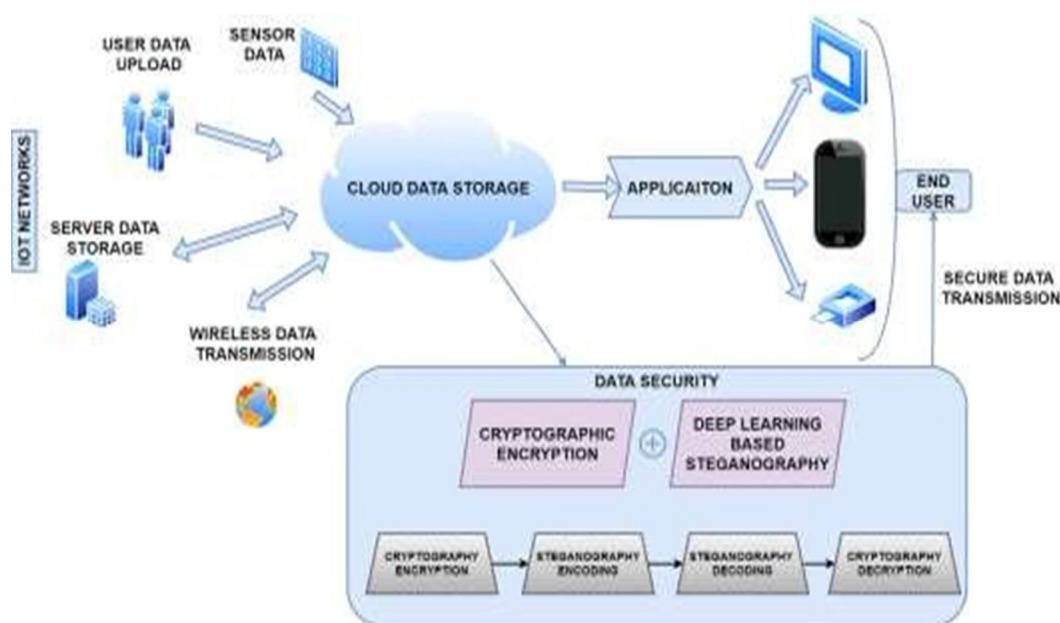 USER DATA
UPLOAD
SENSOR
DATA
IOT NETWORKS
CLOUD DATA STORAGE
APPLICAITON
END
USER
SERVER DATA
STORAGE
SECURE DATA
TRANSMISSION
WIRELESS DATA
TRANSMISSION
DATA SECURITY
CRYPTOGRAPHIC
ENCRYPTION
DEEP LEARNING
BASED
STEGANOGRAPHY
CRYPTOGRAPHY
ENCRYPTION
STEGANOGRAPHY
ENCODING
STEGANOGRAPHY
DECODING
CRYPTOGRAPHY
DECRYPTION